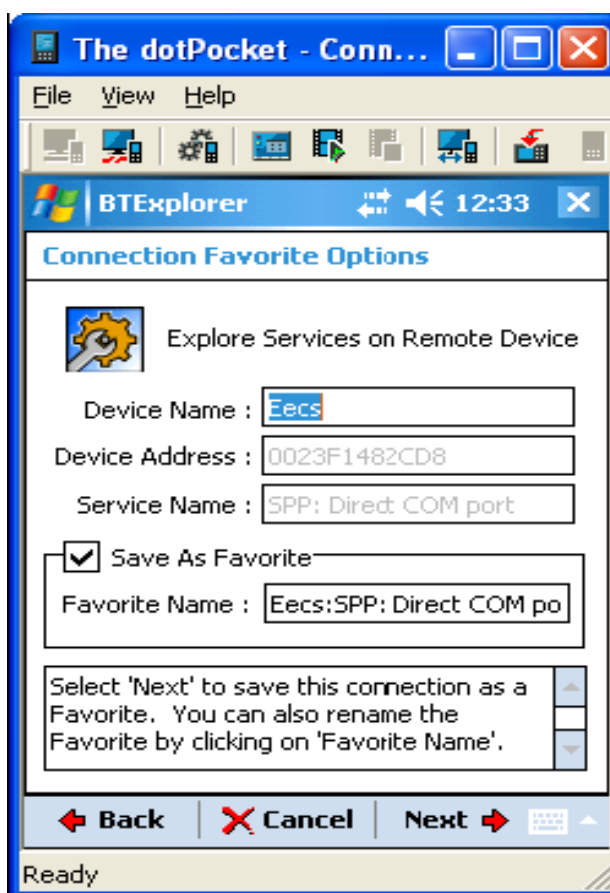 The dotPocket - Conn...
File View Help
BTExplorer 12:33
Connection Favorite Options
Explore Services on Remote Device
Device Name : Eecs
Device Address : 0023F1482CD8
Service Name : SPP: Direct COM port
Save As Favorite
Favorite Name : Eecs:SPP: Direct COM po
Select 'Next' to save this connection as a
Favorite. You can also rename the
Favorite by clicking on 'Favorite Name'.
Back Cancel Next
Ready